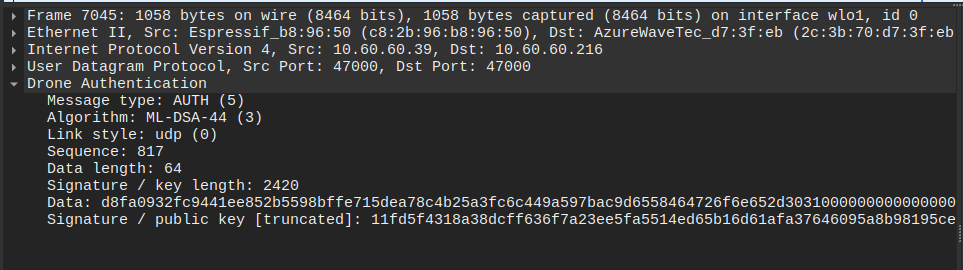 Frame 7045: 1058 bytes on wire (8464 bits), 1058 bytes captured (8464 bits) on interface wlo1, id 0
Ethernet II, Src: Espressif_b8:96:50 (c8:2b:96:b8:96:50), Dst: AzureWaveTec_d7:3f:eb (2c:3b:70:d7:3f:eb
Internet Protocol Version 4, Src: 10.60.60.39, Dst: 10.60.60.216
User Datagram Protocol, Src Port: 47000, Dst Port: 47000
Drone Authentication
Message type: AUTH (5)
Algorithm: ML-DSA-44 (3)
Link style: udp (0)
Sequence: 817
Data length: 64
Signature / key length: 2420
Data: d8fa0932fc9441ee852b5598bffe715dea78c4b25a3fc6c449a597bac9d6558464726f6e652d3031000000000000000000
Signature / public key [truncated]: 11fd5f4318a38dcff636f7a23ee5fa5514ed65b16d61afa37646095a8b98195ce